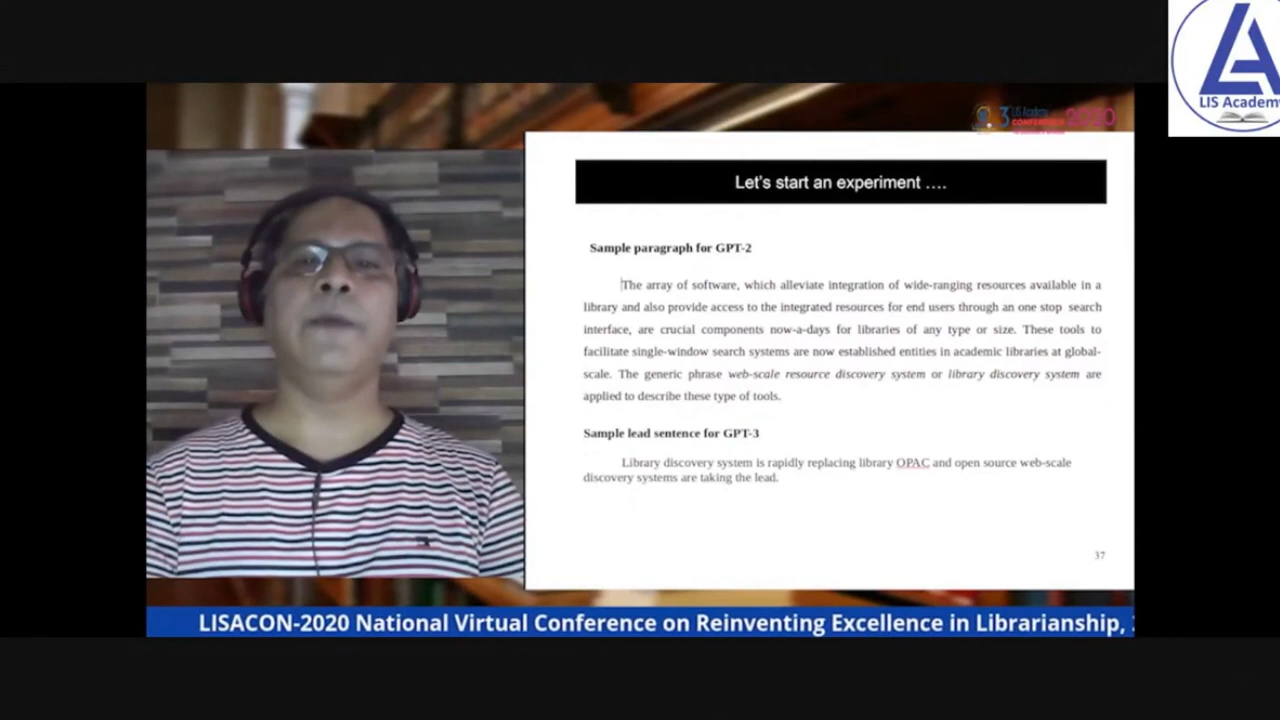 LIS Academy
3
CONFERENCE 2020
Let's start an experiment ....
Sample paragraph for GPT-2
The array of software, which alleviate integration of wide-ranging resources available in a
library and also provide access to the integrated resources for end users through an one stop search
interface, are crucial components now-a-days for libraries of any type or size. These tools to
facilitate single-window search systems are now established entities in academic libraries at global-
scale. The generic phrase web-scale resource discovery system or library discovery system are
applied to describe these type of tools.
Sample lead sentence for GPT-3
Library discovery system is rapidly replacing library OPAC and open source web-scale
discovery systems are taking the lead.
37
LISACON-2020 National Virtual Conference on Reinventing Excellence in Librarianship,